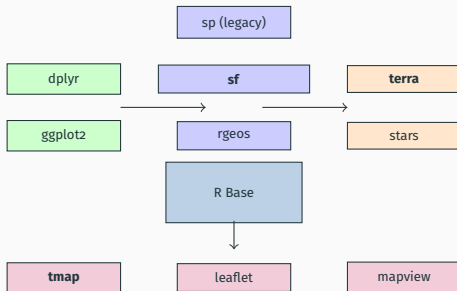 sp (legacy)
dplyr
sf
terra
ggplot2
rgeos
stars
R Base
tmap
leaflet
mapview